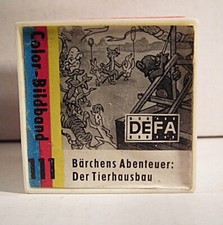 Color-Bildband
111
DEFA
Bärchens Abenteuer:
Der Tierhausbau